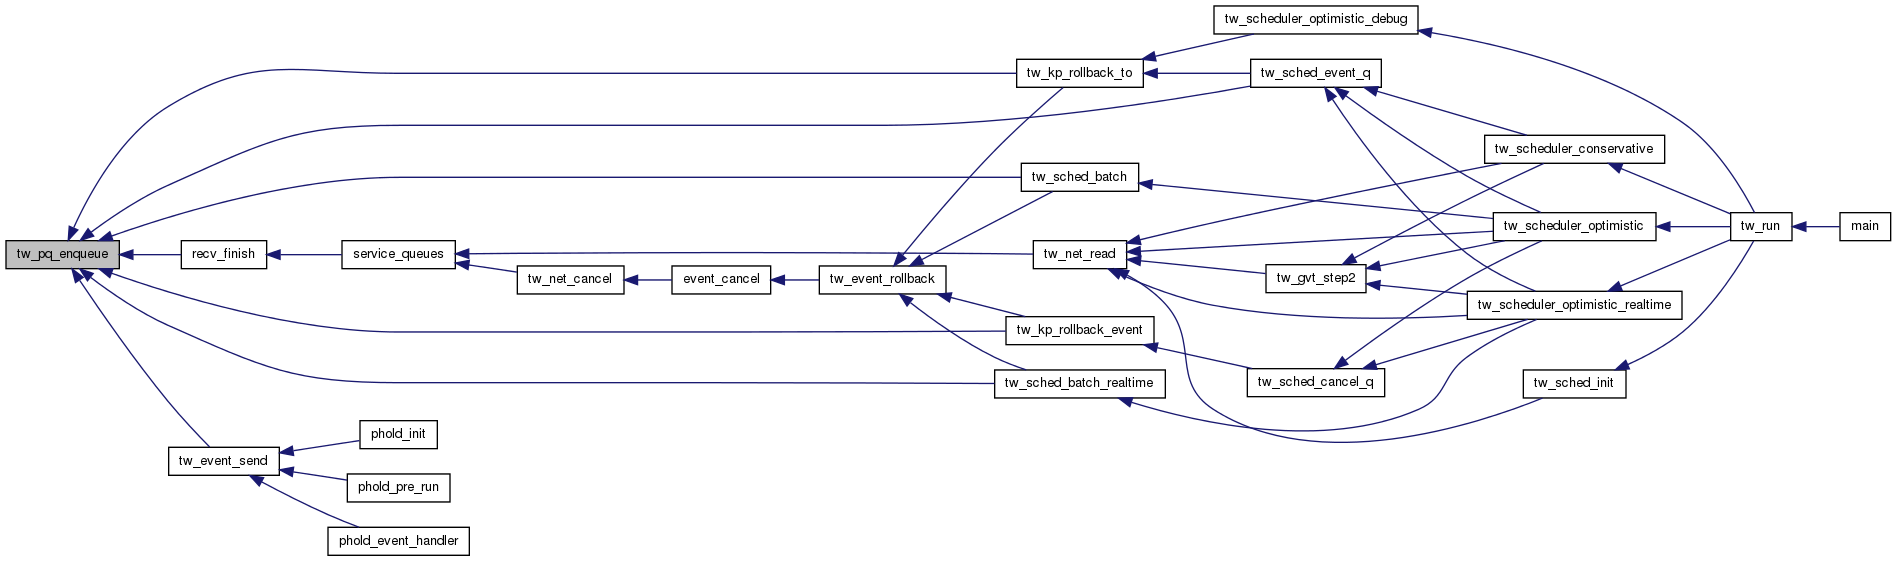 tw_scheduler_optimistic_debug
tw_kp_rollback_to
tw_sched_event_q
tw_scheduler_conservative
tw_sched_batch
tw_scheduler_optimistic
tw_run
main
tw_pq_enqueue
recv_finish
service_queues
tw_net_read
tw_net_cancel
event_cancel
tw_event_rollback
tw_gvt_step2
tw_scheduler_optimistic_realtime
tw_kp_rollback_event
tw_sched_batch_realtime
tw_sched_cancel_q
tw_sched_init
phold_init
tw_event_send
phold_pre_run
phold_event_handler